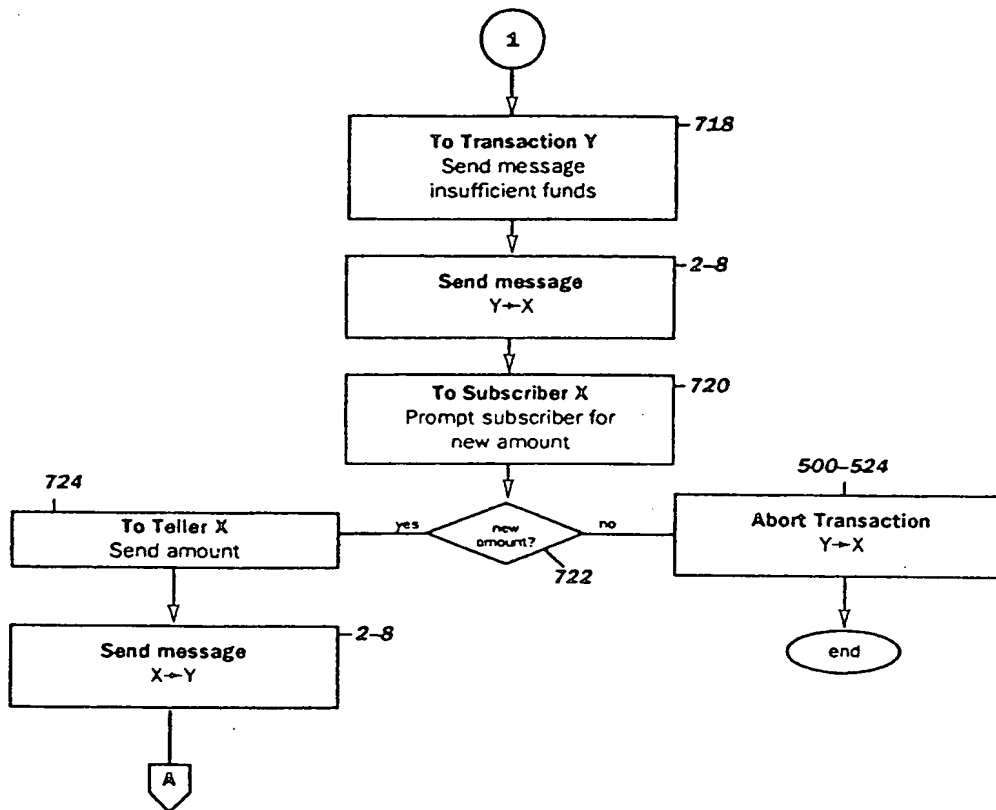 1
718
To Transaction Y
Send message
insufficient funds
2-8
Send message
Y→X
720
To Subscriber X
Prompt subscriber for
new amount
724
To Teller X
Send amount
yes
new
amount?
no
722
500-524
Abort Transaction
Y→X
end
2-8
Send message
X→Y
A